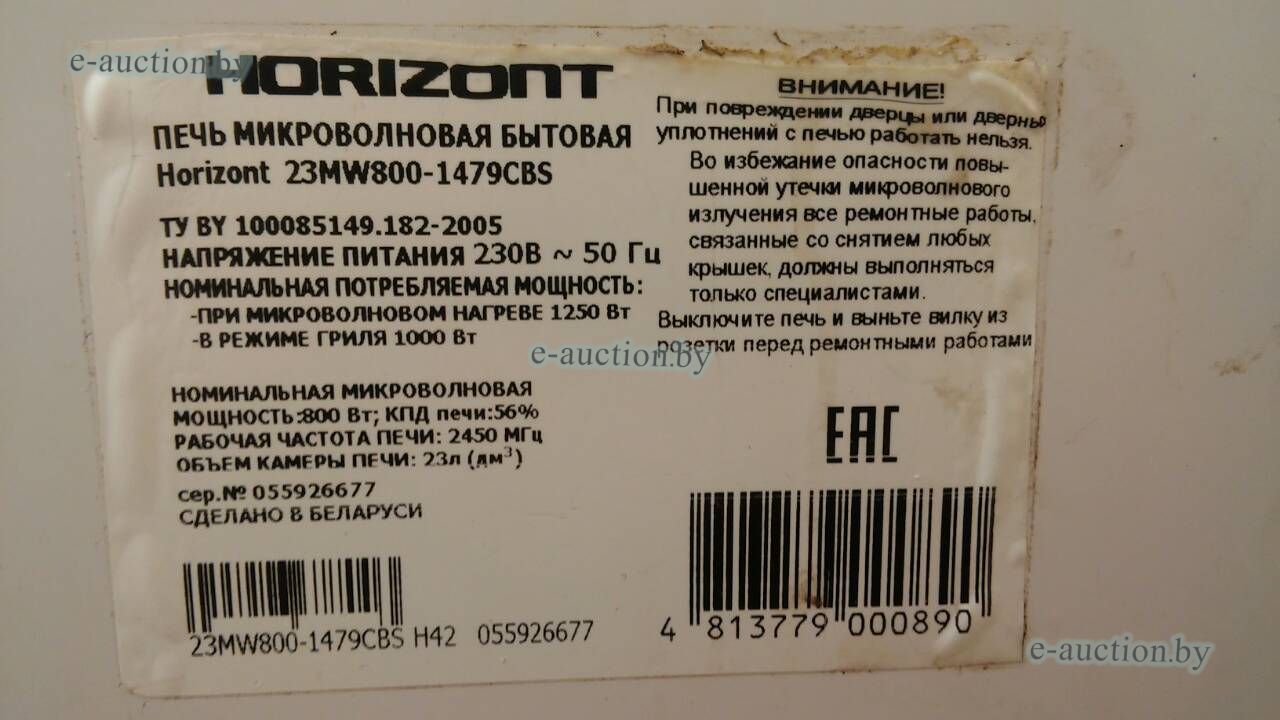 HORIZONT
ПЕЧЬ МИКРОВОЛНОВАЯ БЫТОВАЯ
Horizont 23MW800-1479CBS
ТУ BY 100085149.182-2005
НАПРЯЖЕНИЕ ПИТАНИЯ 230В ~ 50 Гц
НОМИНАЛЬНАЯ ПОТРЕБЛЯЕМАЯ МОЩНОСТЬ:
-ПРИ МИКРОВОЛНОВОМ НАГРЕВЕ 1250 Вт
-В РЕЖИМЕ ГРИЛЯ 1000 Вт
НОМИНАЛЬНАЯ МИКРОВОЛНОВАЯ
МОЩНОСТЬ:800 Вт; КПД печи:56%
РАБОЧАЯ ЧАСТОТА ПЕЧИ: 2450 МГц
ОБЪЕМ КАМЕРЫ ПЕЧИ: 23л (дм³)
сер.№ 055926677
СДЕЛАНО В БЕЛАРУСИ
23MW800-1479CBS H42 055926677
ВНИМАНИЕ!
При повреждении дверцы или дверных
уплотнений с печью работать нельзя.
Во избежание опасности повы-
шенной утечки микроволнового
излучения все ремонтные работы,
связанные со снятием любых
крышек, должны выполняться
только специалистами.
Выключите печь и выньте вилку из
розетки перед ремонтными работами
EAC
4 813779 000890
e-auction.by
e-auction.by
e-auction.by